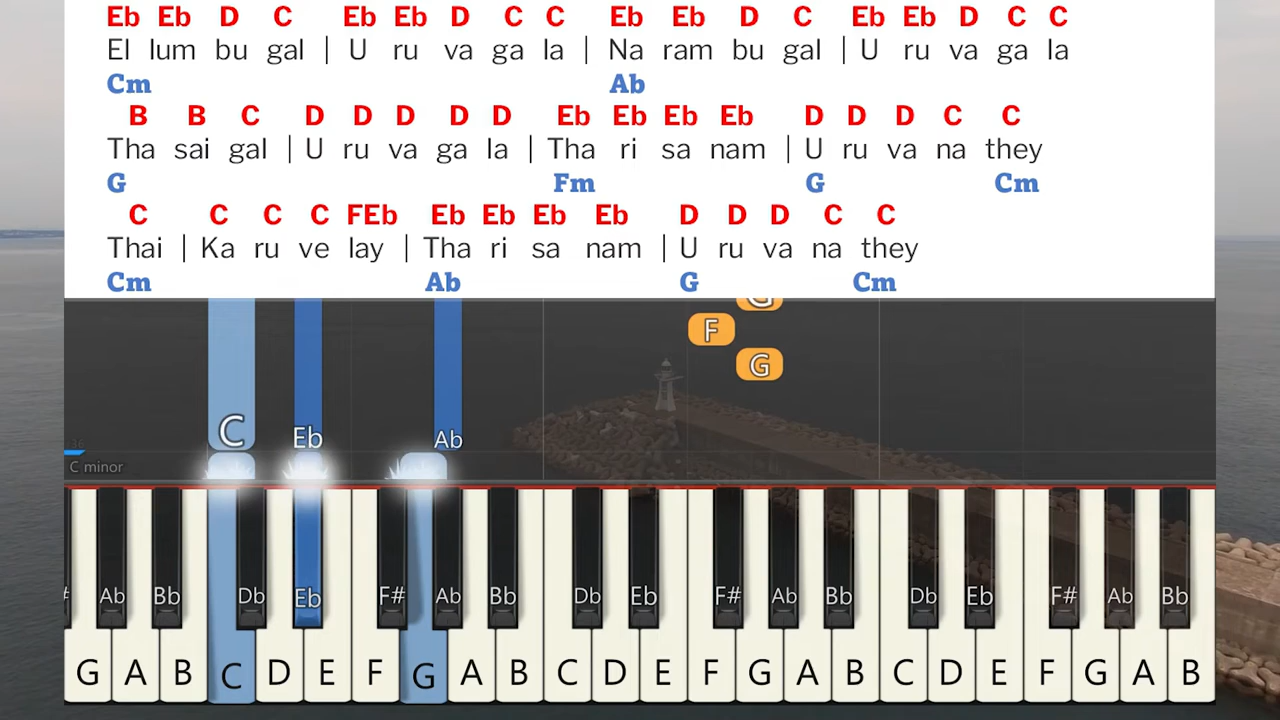 Eb Eb D C Eb Eb D C C Eb Eb D C Eb Eb D C C
El lum bu gal | U ru va ga la | Na ram bu gal | U ru va ga la
Cm Ab
B B C D D D D D Eb Eb Eb Eb D D D C C
Tha sai gal | U ru va ga la | Tha ri sa nam | U ru va na they
G Fm G Cm
C C C C FEb Eb Eb Eb Eb D D D C C
Thai | Ka ru ve lay | Tha ri sa nam | U ru va na they
Cm Ab G Cm
G
F
G
C Eb Ab
C minor
Ab Bb Db Eb F# Ab Bb Db Eb F# Ab Bb Db Eb F# Ab Bb
G A B C D E F G A B C D E F G A B C D E F G A B